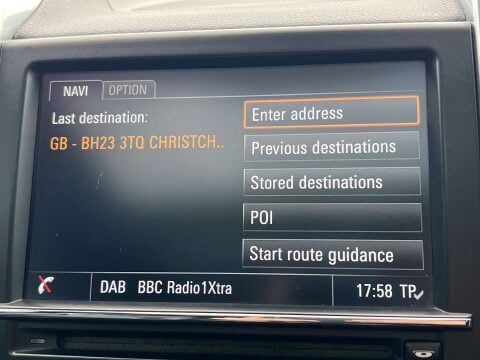 NAVI OPTION
Last destination:
GB - BH23 3TQ CHRISTCH..
Enter address
Previous destinations
Stored destinations
POI
Start route guidance
DAB BBC Radio1Xtra 17:58 TP